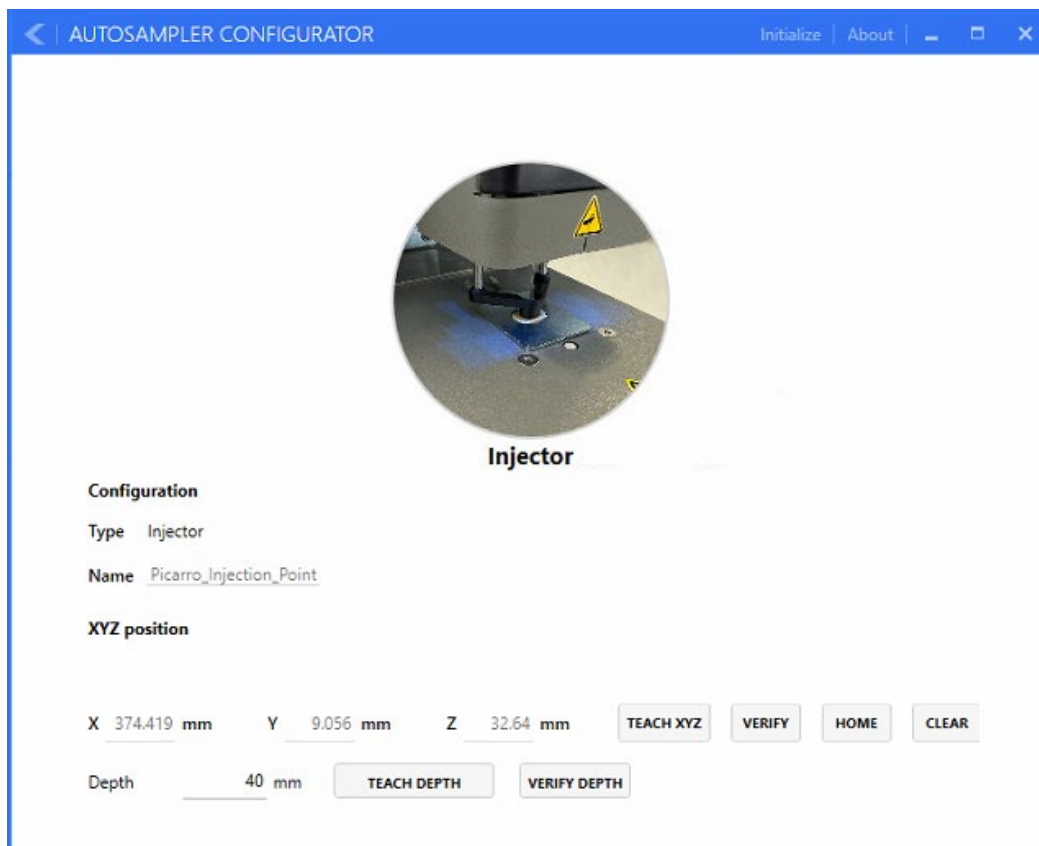 AUTOSAMPLER CONFIGURATOR Initialize About
Injector
Configuration
Type Injector
Name Picarro_Injection_Point
XYZ position
X 374.419 mm Y 9.056 mm Z 32.64 mm TEACH XYZ VERIFY HOME CLEAR
Depth 40 mm TEACH DEPTH VERIFY DEPTH